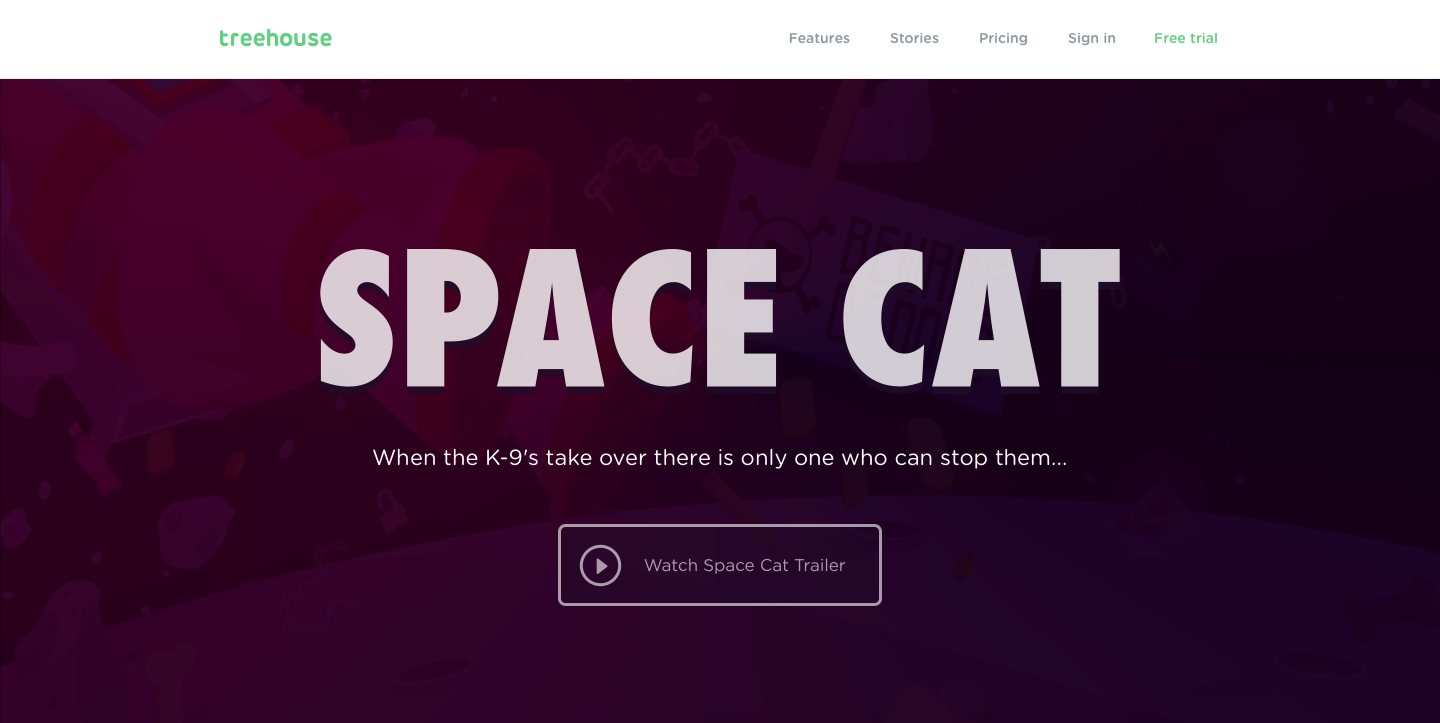 treehouse
Features Stories Pricing Sign in Free trial
SPACE CAT
When the K-9's take over there is only one who can stop them...
Watch Space Cat Trailer